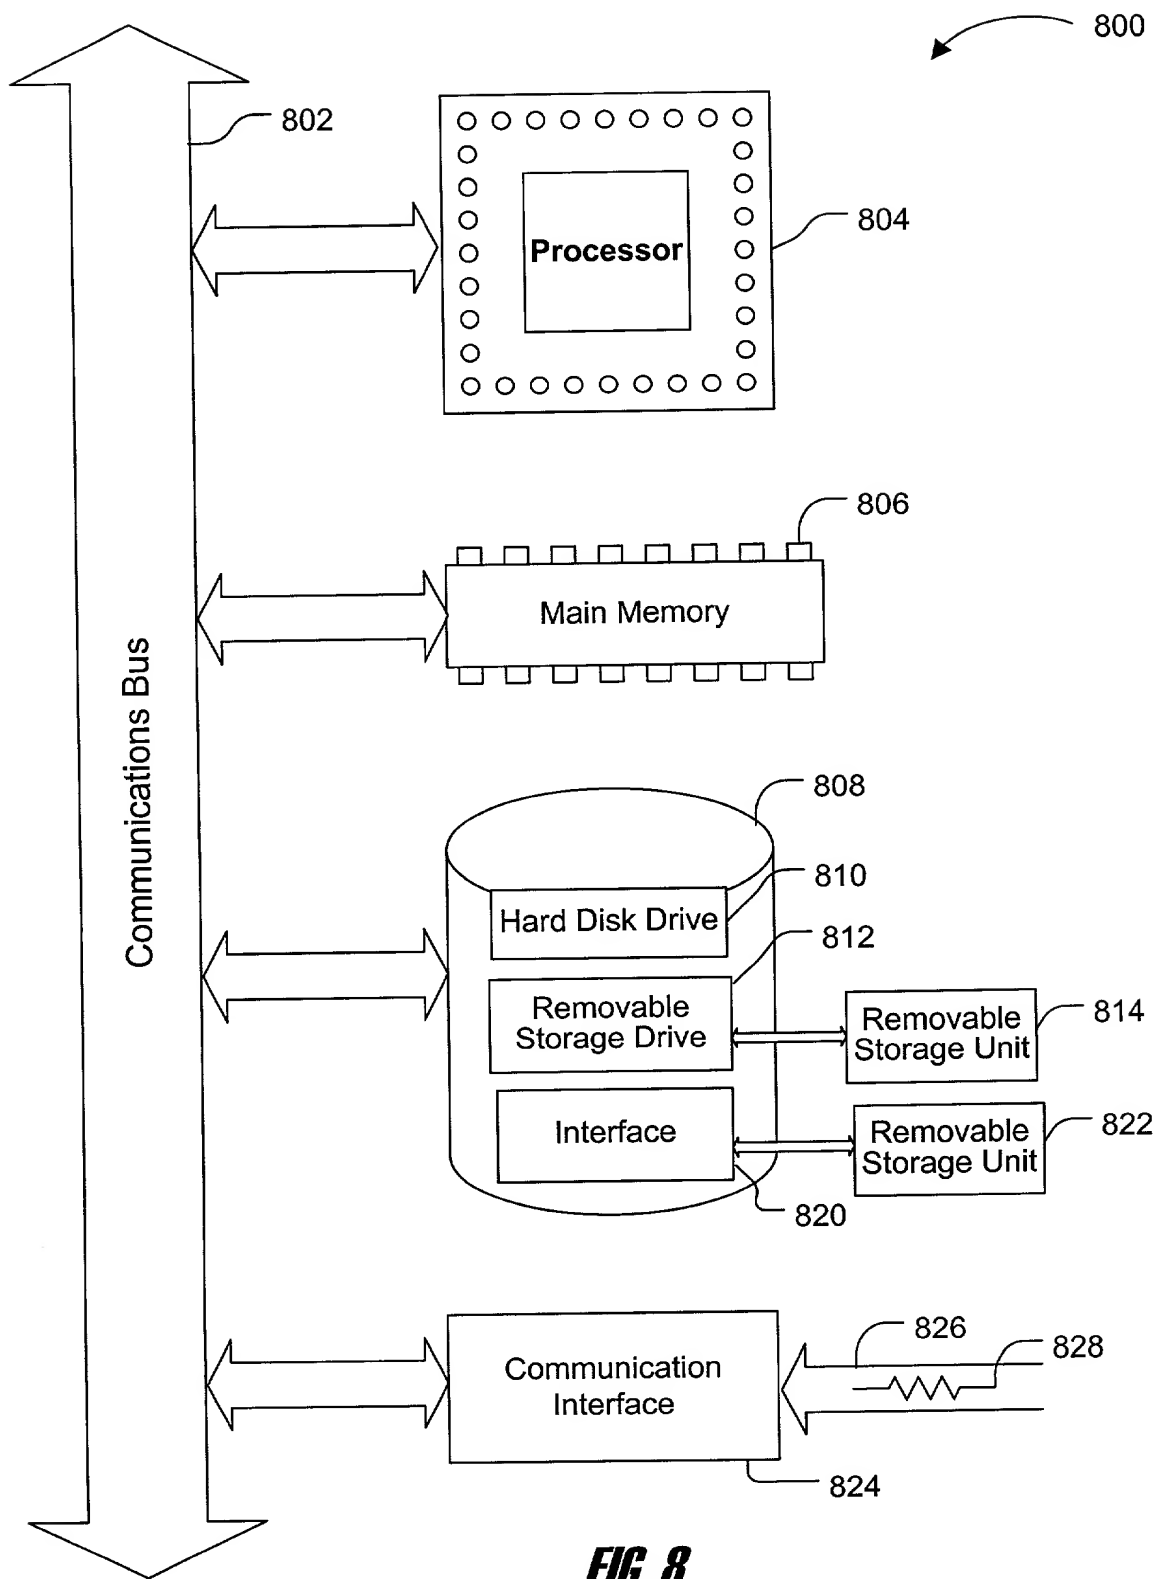 800
802
804
Processor
806
Main Memory
Communications Bus
808
810
Hard Disk Drive
812
Removable
Storage Drive
Removable
Storage Unit
814
Interface
Removable
Storage Unit
822
820
826
828
Communication
Interface
824
FIG 8